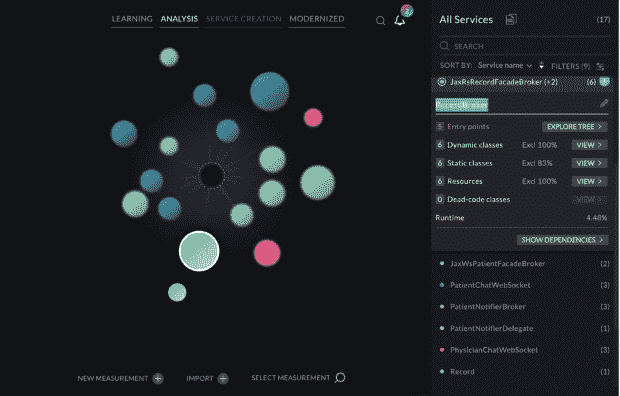 LEARNING ANALYSIS SERVICE CREATION MODERNIZED
2
All Services (17)
SEARCH
SORT BY: Service name FILTERS (9)
JaxRsRecordFacadeBroker (+2) (6)
RecordBroker
5 Entry points EXPLORE TREE >
6 Dynamic classes Excl 100% VIEW >
6 Static classes Excl 83% VIEW >
6 Resources Excl 100% VIEW >
0 Dead-code classes VIEW >
Runtime 4.48%
SHOW DEPENDENCIES >
JaxWsPatientFacadeBroker (2)
PatientChatWebSocket (3)
PatientNotifierBroker (3)
PatientNotifierDelegate (1)
PhysicianChatWebSocket (3)
Record (1)
NEW MEASUREMENT + IMPORT + SELECT MEASUREMENT